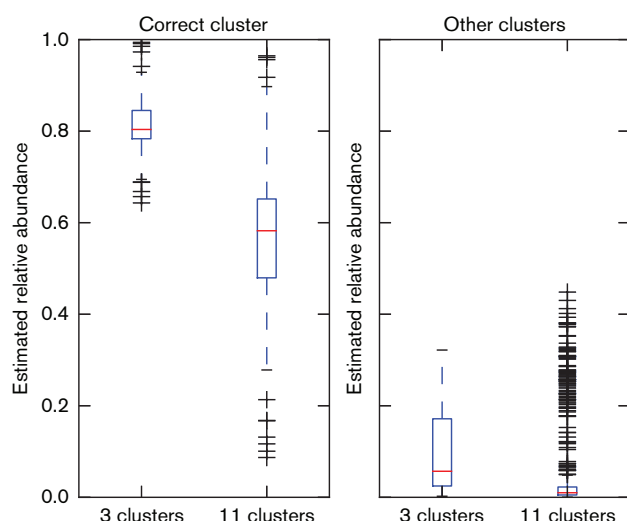 Correct cluster
Estimated relative abundance
1.0
0.8
0.6
0.4
0.2
0.0
3 clusters 11 clusters
Other clusters
Estimated relative abundance
3 clusters 11 clusters